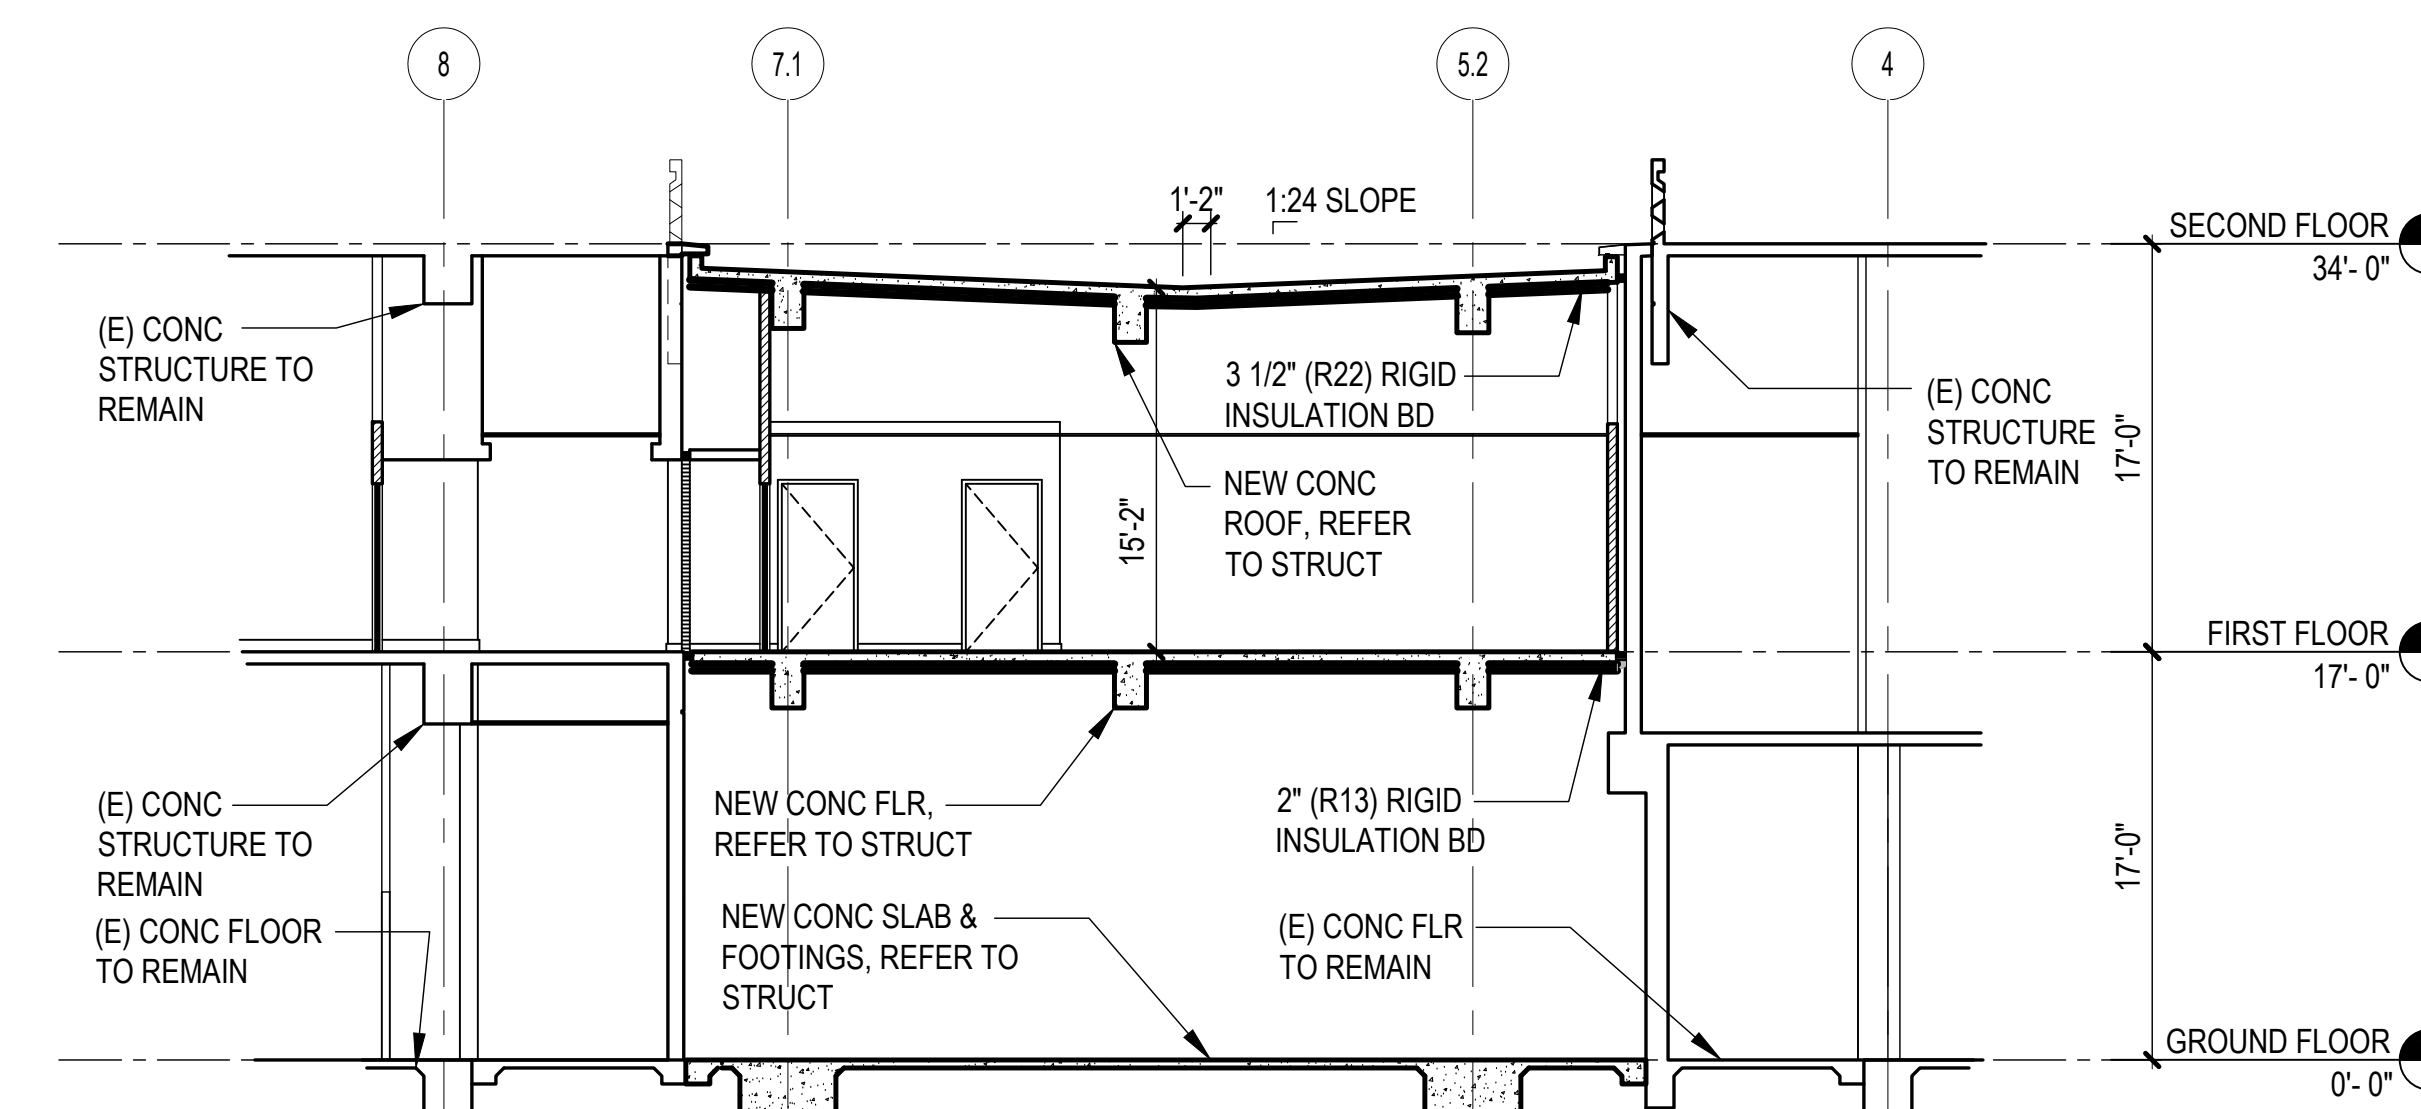 8
7.1
5.2
4
1'-2"
1:24 SLOPE
SECOND FLOOR
34'- 0"
(E) CONC
STRUCTURE TO
REMAIN
3 1/2" (R22) RIGID
INSULATION BD
(E) CONC
STRUCTURE
TO REMAIN
17'-0"
NEW CONC
ROOF, REFER
TO STRUCT
15'-2"
FIRST FLOOR
17'- 0"
(E) CONC
STRUCTURE TO
REMAIN
NEW CONC FLR,
REFER TO STRUCT
2" (R13) RIGID
INSULATION BD
17'-0"
(E) CONC FLOOR
TO REMAIN
NEW CONC SLAB &
FOOTINGS, REFER TO
STRUCT
(E) CONC FLR
TO REMAIN
GROUND FLOOR
0'- 0"